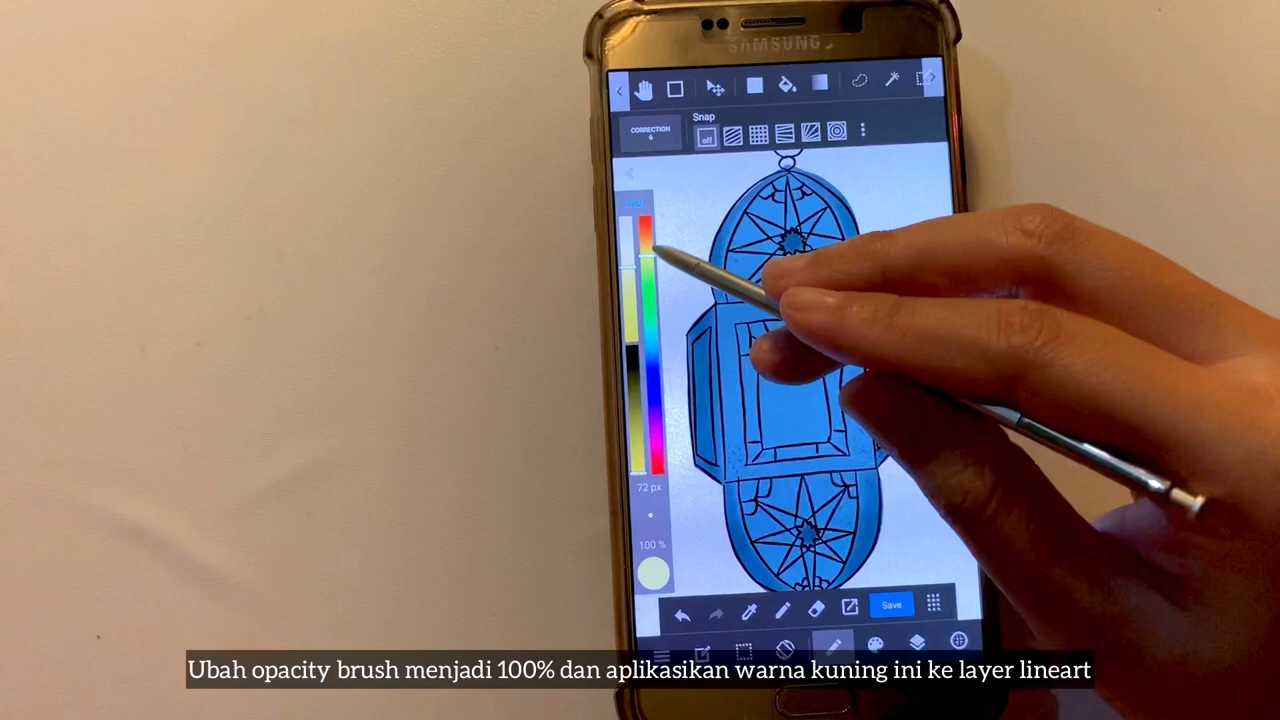 SAMSUNG
Snap
CORRECTION
6
off
72 px
100 %
Save
Ubah opacity brush menjadi 100% dan aplikasikan warna kuning ini ke layer lineart